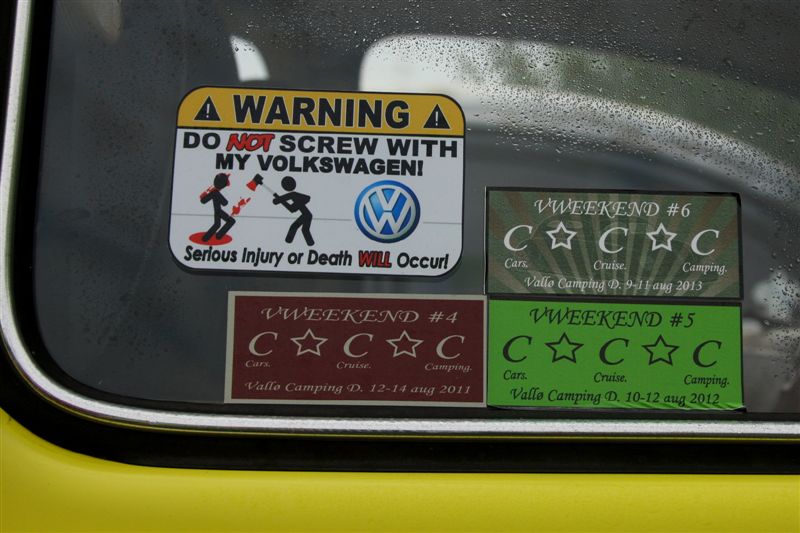 WARNING
DO NOT SCREW WITH
MY VOLKSWAGEN!
Serious Injury or Death WILL Occur!
VWEEKEND #6
C ☆ C ☆ C
Cars. Cruise. Camping.
Vallø Camping D. 9-11 aug 2013
VWEEKEND #4
C ☆ C ☆ C
Cars. Cruise. Camping.
Vallø Camping D. 12-14 aug 2011
VWEEKEND #5
C ☆ C ☆ C
Cars. Cruise. Camping.
Vallø Camping D. 10-12 aug 2012